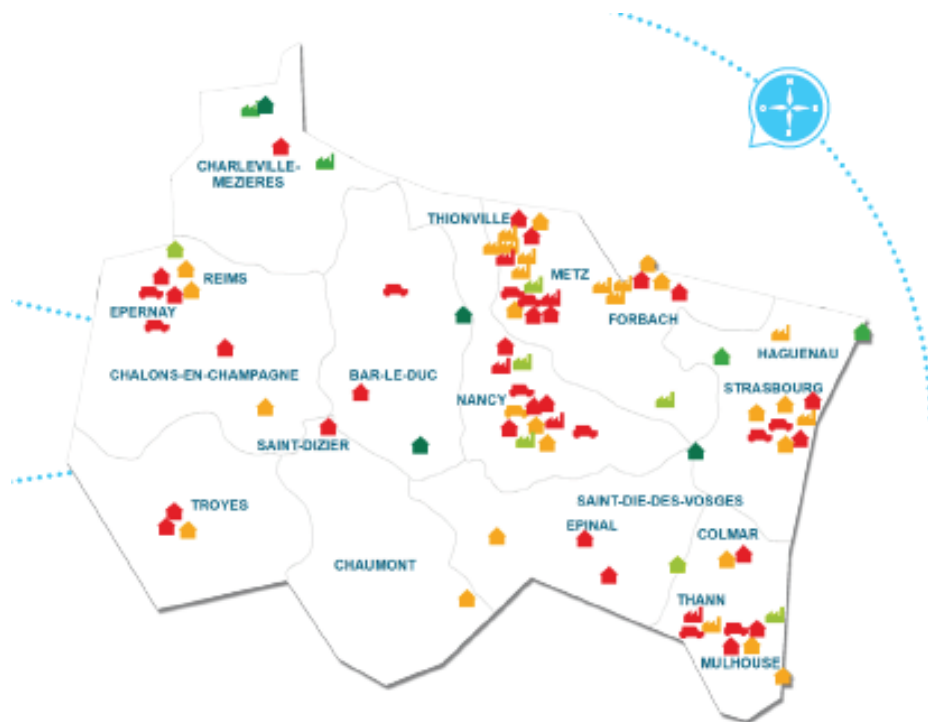 CHARLEVILLE-
MEZIERES
THIONVILLE
REIMS
METZ
EPERNAY
FORBACH
HAGUENAU
CHALONS-EN-CHAMPAGNE
BAR-LE-DUC
STRASBOURG
NANCY
SAINT-DIZIER
TROYES
SAINT-DIE-DES-VOSGES
EPINAL
COLMAR
CHAUMONT
THANN
MULHOUSE